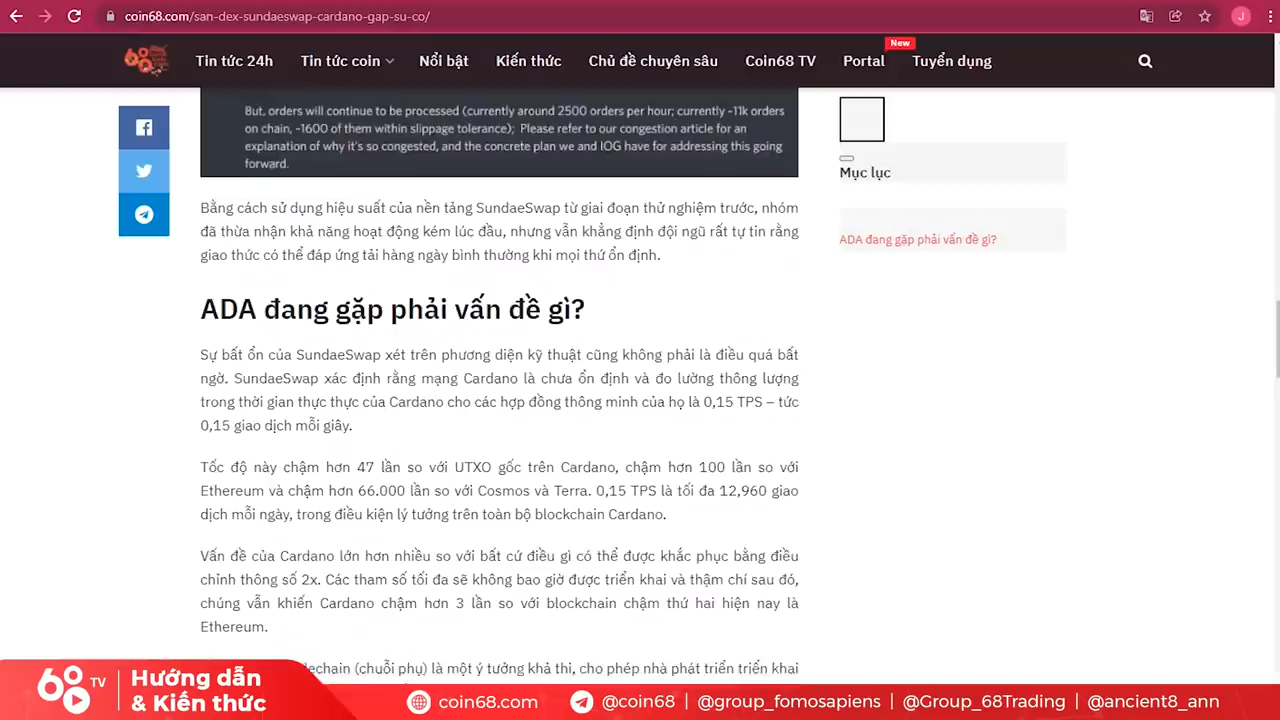 coin68.com/san-dex-sundaeswap-cardano-gap-su-co/
J
New
Tin tức 24h Tin tức coin Nổi bật Kiến thức Chủ đề chuyên sâu Coin68 TV Portal Tuyển dụng
But, orders will continue to be processed (currently around 2500 orders per hour; currently ~11k orders
on chain, ~1600 of them within slippage tolerance); Please refer to our congestion article for an
explanation of why it's so congested, and the concrete plan we and IOG have for addressing this going
forward.
Mục lục
ADA đang gặp phải vấn đề gì?
Bằng cách sử dụng hiệu suất của nền tảng SundaeSwap từ giai đoạn thử nghiệm trước, nhóm
đã thừa nhận khả năng hoạt động kém lúc đầu, nhưng vẫn khẳng định đội ngũ rất tự tin rằng
giao thức có thể đáp ứng tải hàng ngày bình thường khi mọi thứ ổn định.
ADA đang gặp phải vấn đề gì?
Sự bất ổn của SundaeSwap xét trên phương diện kỹ thuật cũng không phải là điều quá bất
ngờ. SundaeSwap xác định rằng mạng Cardano là chưa ổn định và đo lường thông lượng
trong thời gian thực thực của Cardano cho các hợp đồng thông minh của họ là 0,15 TPS – tức
0,15 giao dịch mỗi giây.
Tốc độ này chậm hơn 47 lần so với UTXO gốc trên Cardano, chậm hơn 100 lần so với
Ethereum và chậm hơn 66.000 lần so với Cosmos và Terra. 0,15 TPS là tối đa 12,960 giao
dịch mỗi ngày, trong điều kiện lý tưởng trên toàn bộ blockchain Cardano.
Vấn đề của Cardano lớn hơn nhiều so với bất cứ điều gì có thể được khắc phục bằng điều
chỉnh thông số 2x. Các tham số tối đa sẽ không bao giờ được triển khai và thậm chí sau đó,
chúng vẫn khiến Cardano chậm hơn 3 lần so với blockchain chậm thứ hai hiện nay là
Ethereum.
(chuỗi phụ) là một ý tưởng khả thi, cho phép nhà phát triển triển khai
68 TV
Hướng dẫn
& Kiến thức
coin68.com @coin68 | @group_fomosapiens | @Group_68Trading | @ancient8_ann